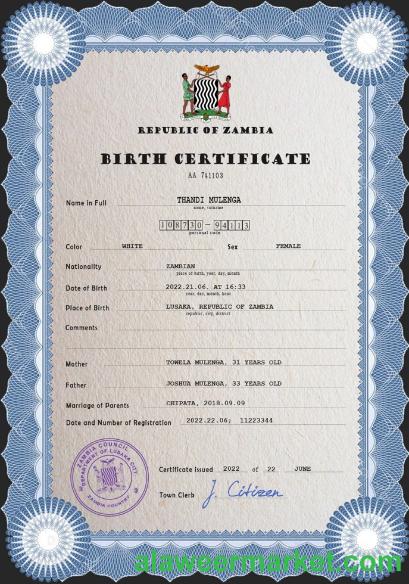 REPUBLIC OF ZAMBIA
BIRTH CERTIFICATE
AA 741103
Name in Full THANDI MULENGA
name, surname
108730-94113
personal code
Color WHITE Sex FEMALE
Nationality ZAMBIAN
place of birth, year, day, month
Date of Birth 2022.21.06. AT 16:33
year, day, month, hour
Place of Birth LUSAKA, REPUBLIC OF ZAMBIA
republic, city, district
Comments
Mother TOWELA MULENGA, 31 YEARS OLD
Father JOSHUA MULENGA, 33 YEARS OLD
Marriage of Parents CHIPATA, 2018.09.09
Date and Number of Registration 2022.22.06; 11223344
ZAMBIA COUNCIL
DEPARTMENT OF LUSAKA CITY
ZAMBIA COUNTRY
Certificate Issued 2022 of 22 JUNE
Town Clerb J. Citizen
alaweermarket.com